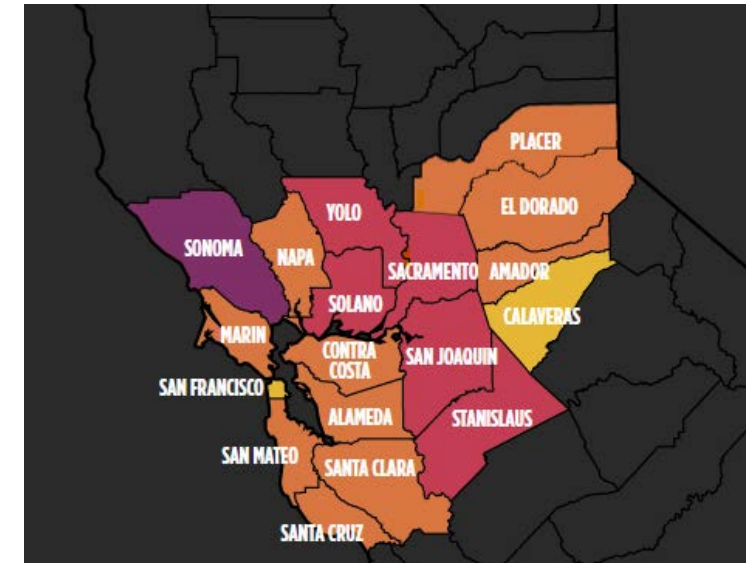 PLACER
EL DORADO
YOLO
SONOMA
NAPA
SACRAMENTO
AMADOR
SOLANO
CALAVERAS
MARIN
CONTRA
COSTA
SAN JOAQUIN
SAN FRANCISCO
ALAMEDA
STANISLAUS
SAN MATEO
SANTA CLARA
SANTA CRUZ